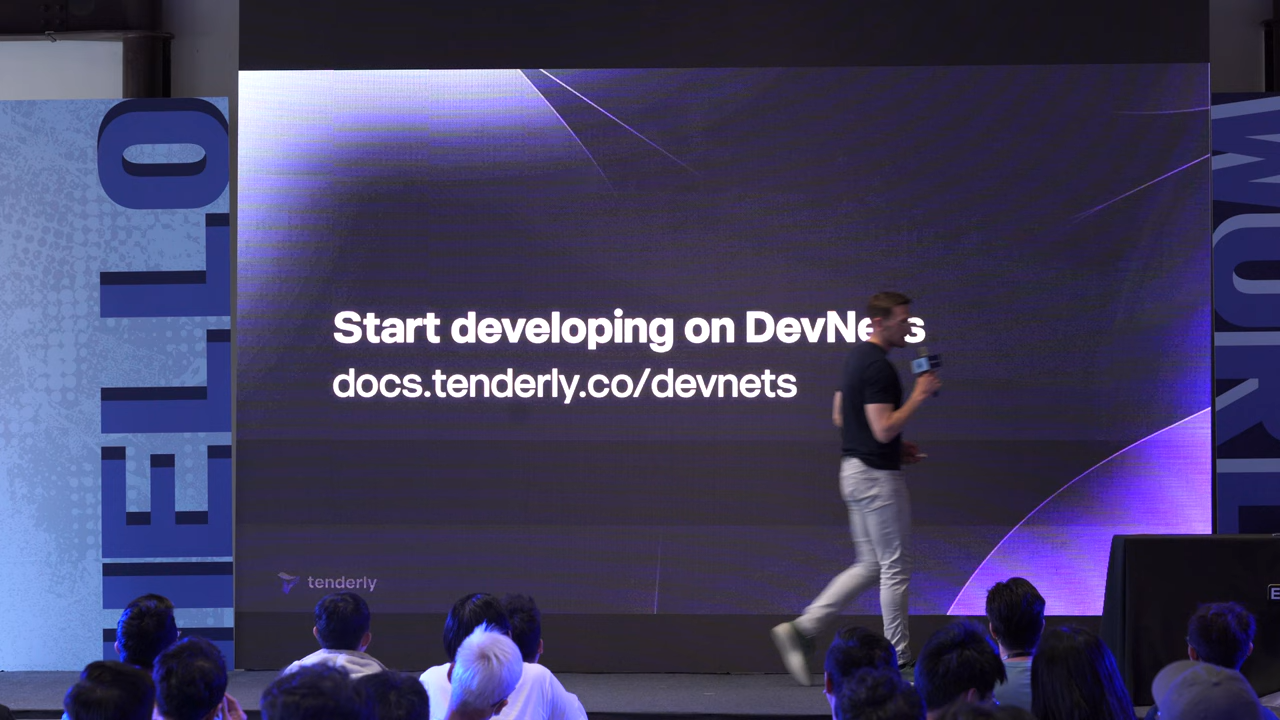 HELLO
Start developing on DevNets
docs.tenderly.co/devnets
tenderly